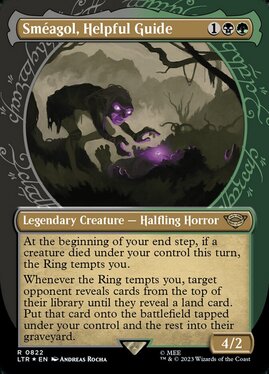 Sméagol, Helpful Guide 1
Legendary Creature — Halfling Horror
At the beginning of your end step, if a
creature died under your control this turn,
the Ring tempts you.
Whenever the Ring tempts you, target
opponent reveals cards from the top of
their library until they reveal a land card.
Put that card onto the battlefield tapped
under your control and the rest into their
graveyard.
4/2
R 0822
LTR ★ EN ANDREAS ROCHA
© MEE
™ & © 2023 Wizards of the Coast